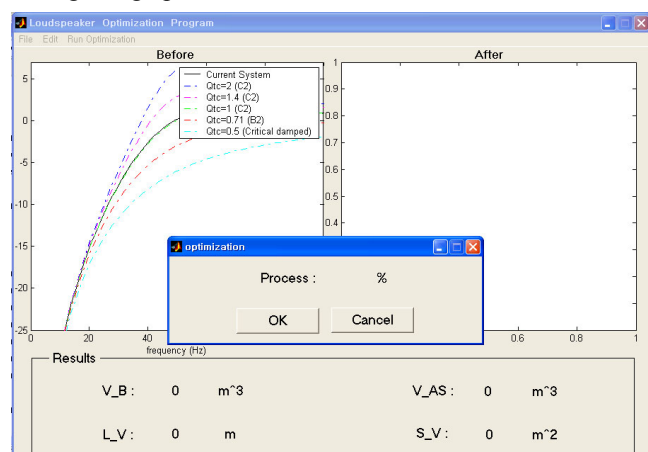 Loudspeaker Optimization Program
File Edit Run Optimization
Before
After
Current System
Qtc=2 (C2)
Qtc=1.4 (C2)
Qtc=1 (C2)
Qtc=0.71 (B2)
Qtc=0.5 (Critical damped)
5
0
-5
-10
-15
-20
-25
0
20
40
frequency (Hz)
1
0.9
0.8
0.7
0.6
0.5
0.4
0.6
0.8
1
optimization
Process : %
OK Cancel
Results
V_B : 0 m^3
V_AS : 0 m^3
L_V : 0 m
S_V : 0 m^2